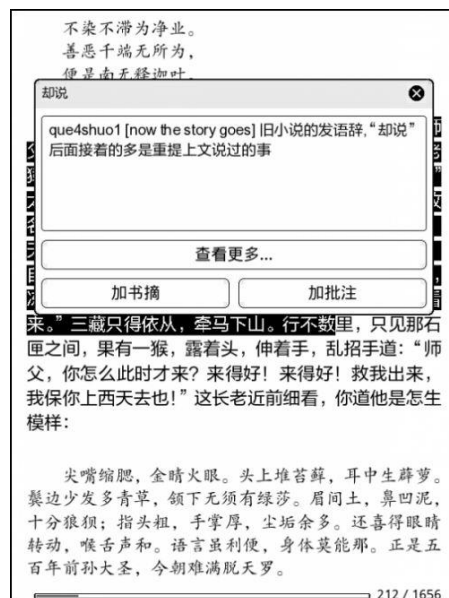 不染不滞为净业。
善恶千端无所为，
便是南无释迦叶。
却说
que4shuo1 [now the story goes] 旧小说的发语辞,“却说”
后面接着的多是重提上文说过的事
查看更多...
加书摘
加批注
来。”三藏只得依从，牵马下山。行不数里，只见那石
匣之间，果有一猴，露着头，伸着手，乱招手道：“师
父，你怎么此时才来？来得好！来得好！救我出来，
我保你上西天去也！”这长老近前细看，你道他是怎生
模样：
尖嘴缩腮，金睛火眼。头上堆苔藓，耳中生薜萝。
鬓边少发多青草，颔下无须有绿莎。眉间土，鼻凹泥，
十分狼狈；指头粗，手掌厚，尘垢余多。还喜得眼睛
转动，喉舌声和。语言虽利便，身体莫能那。正是五
百年前孙大圣，今朝难满脱天罗。
212 / 1656